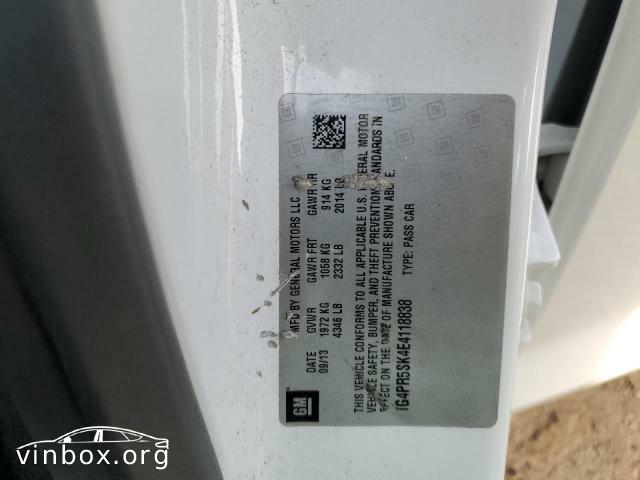 MFD BY GENERAL MOTORS LLC
DATE GVWR GAWR FRT GAWR RR
09/13 1972 KG 1058 KG 914 KG
4346 LB 2332 LB 2014 LB
THIS VEHICLE CONFORMS TO ALL APPLICABLE U.S. FEDERAL MOTOR
VEHICLE SAFETY, BUMPER, AND THEFT PREVENTION STANDARDS IN
EFFECT ON THE DATE OF MANUFACTURE SHOWN ABOVE.
1G4PR5SK4E4118838 TYPE: PASS CAR
GM
vinbox.org